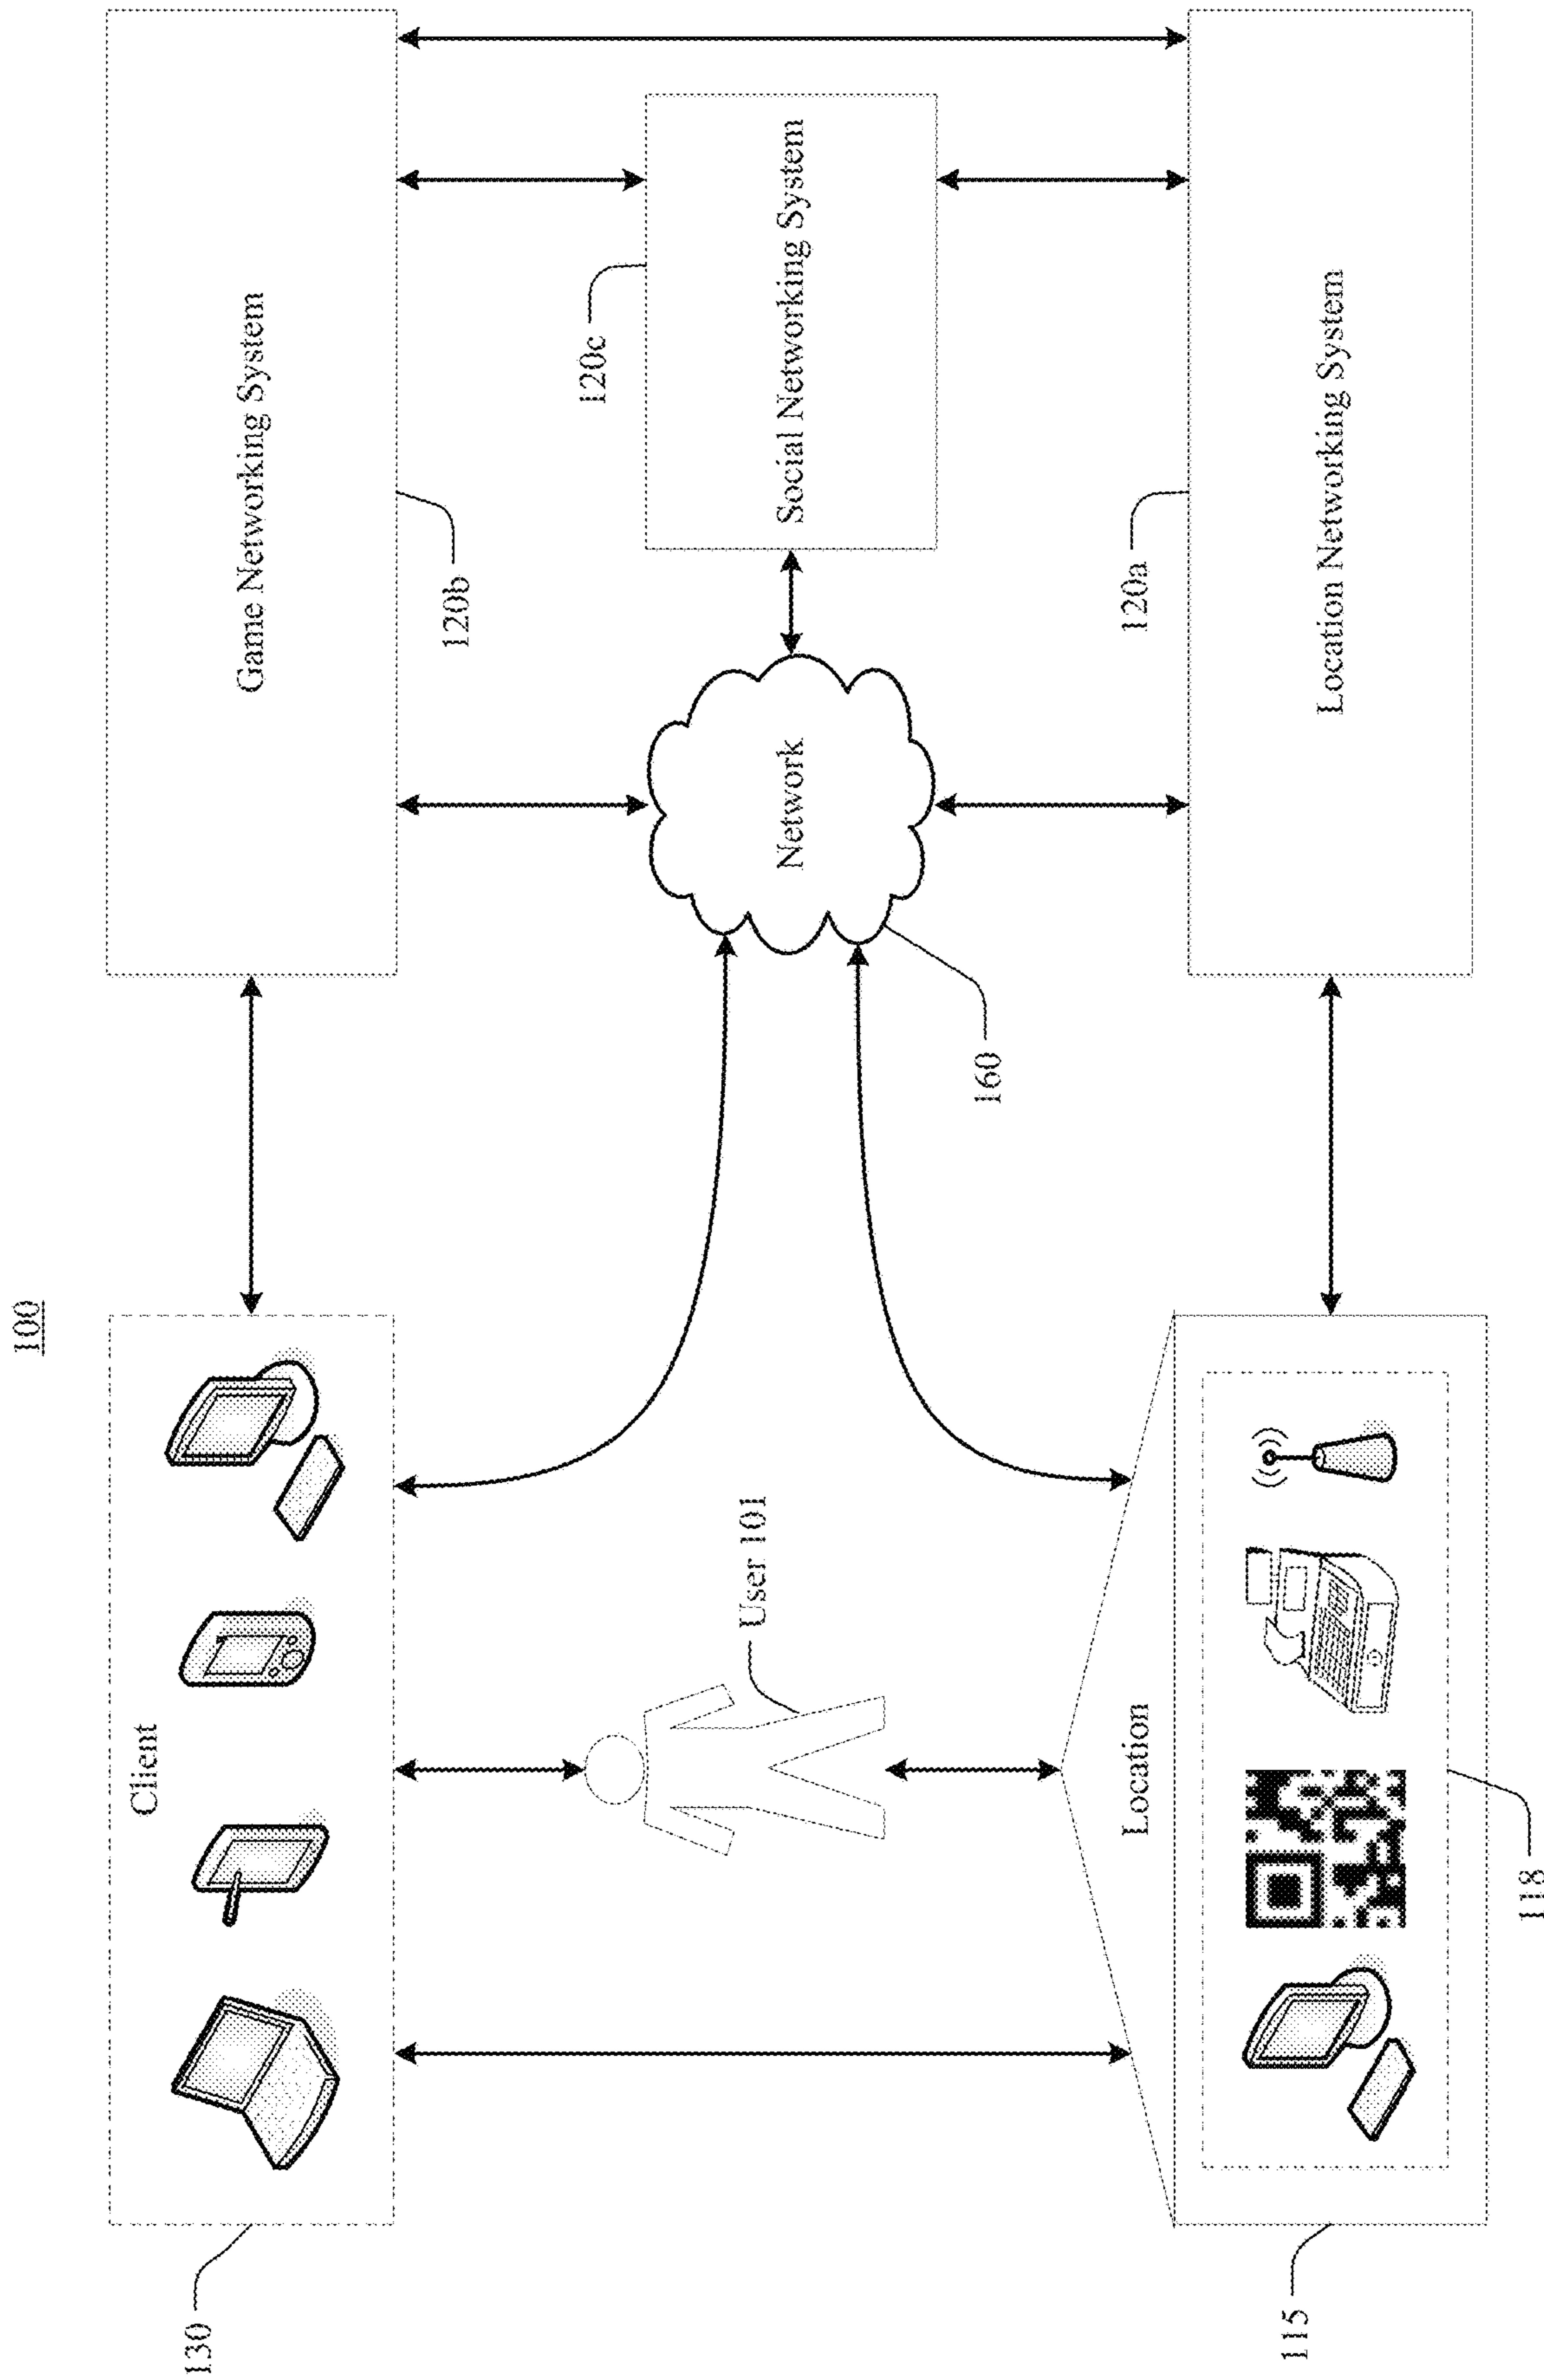 100
130
Client
Game Networking System
120b
120c
Social Networking System
User 101
Network
160
120a
Location
118
115
Location Networking System